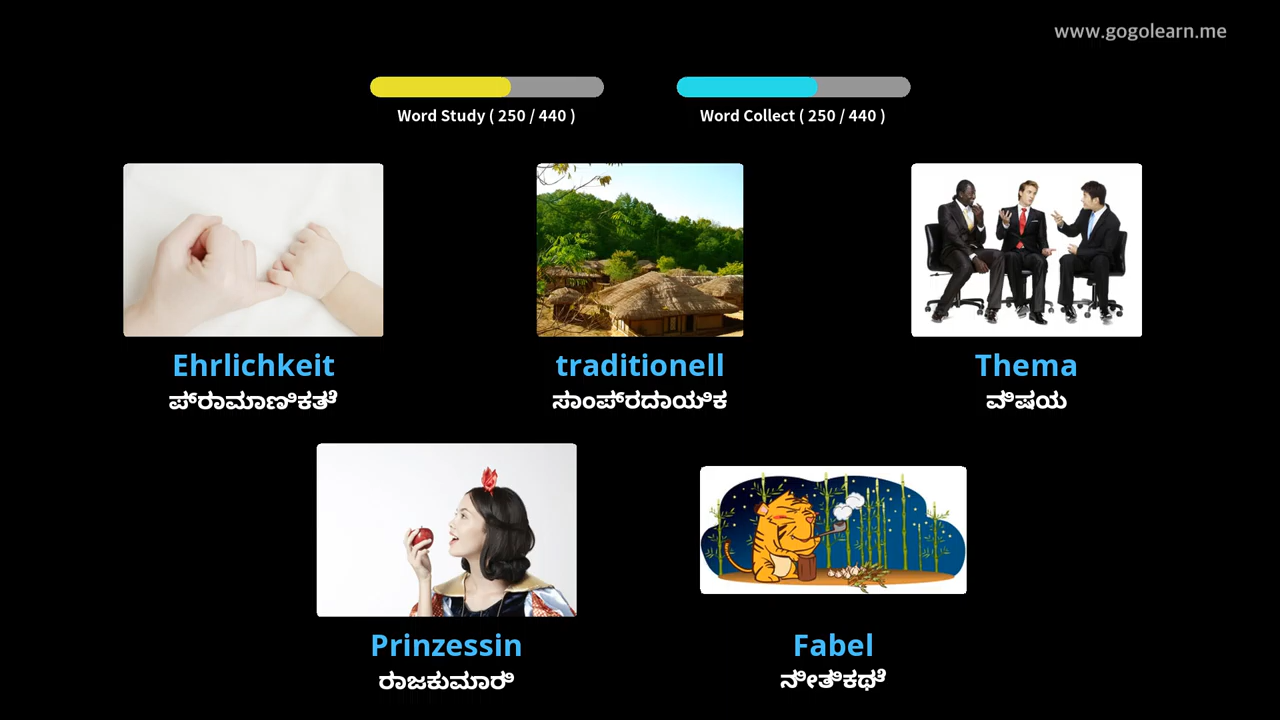 www.gogolearn.me
Word Study ( 250 / 440 )
Word Collect ( 250 / 440 )
Ehrlichkeit
ಪ್ರಾಮಾಣಿಕತೆ
traditionell
ಸಾಂಪ್ರದಾಯಿಕ
Thema
ವಿಷಯ
Prinzessin
ರಾಜಕುಮಾರಿ
Fabel
ನೀತಿಕಥೆ